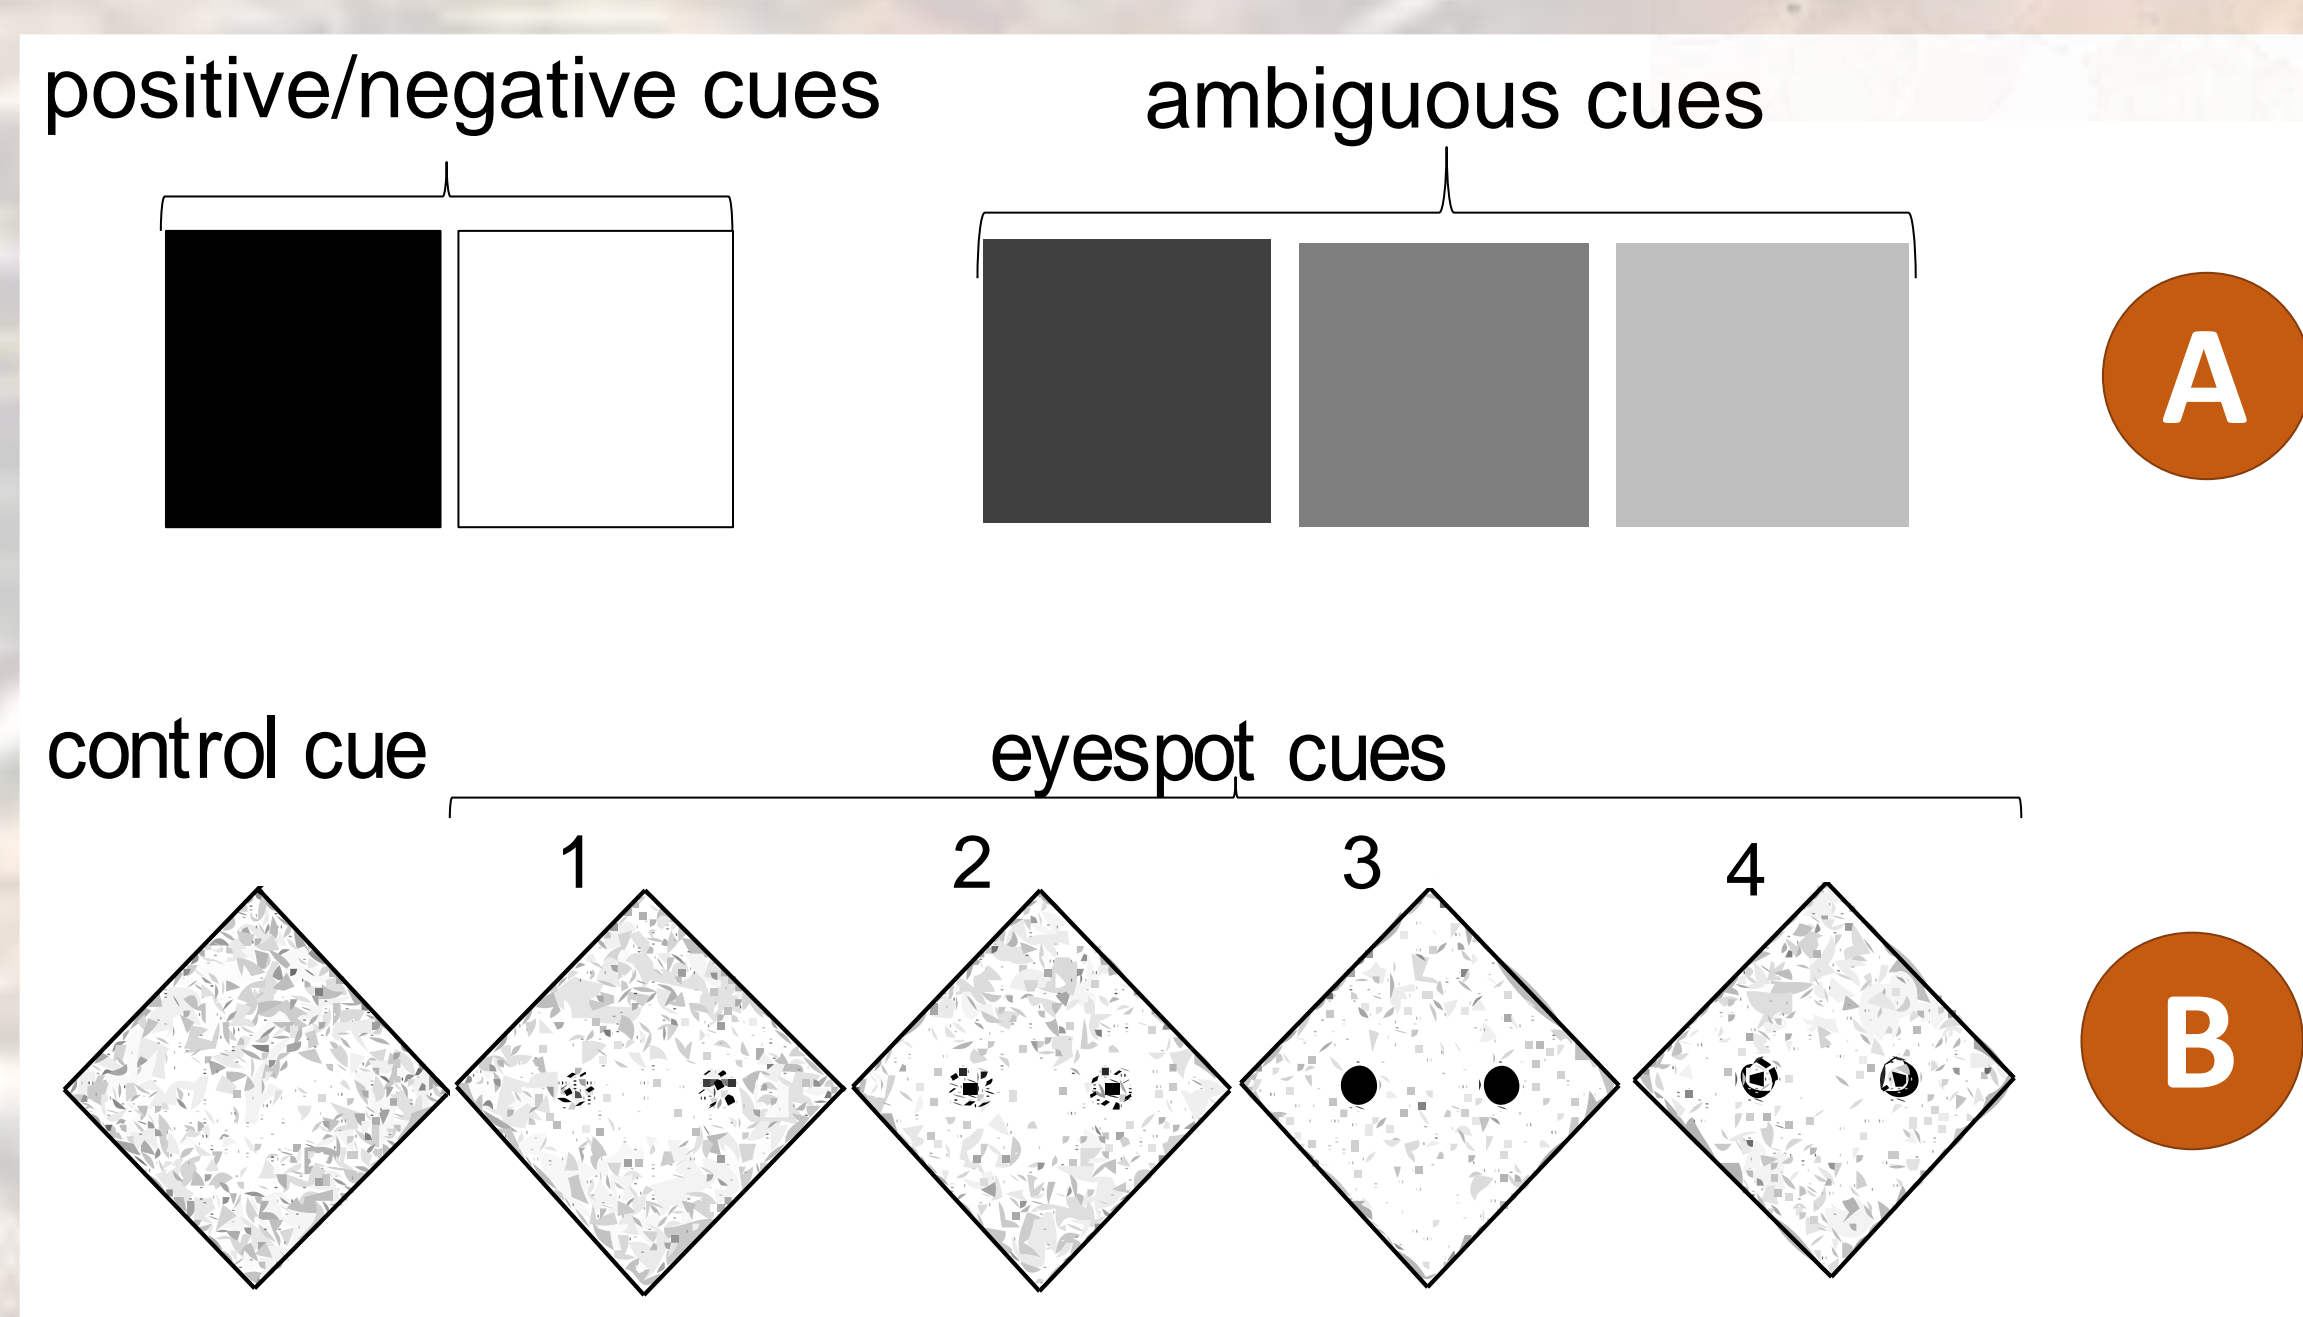 positive/negative cues
ambiguous cues
A
control cue
eyespot cues
1 2 3 4
B